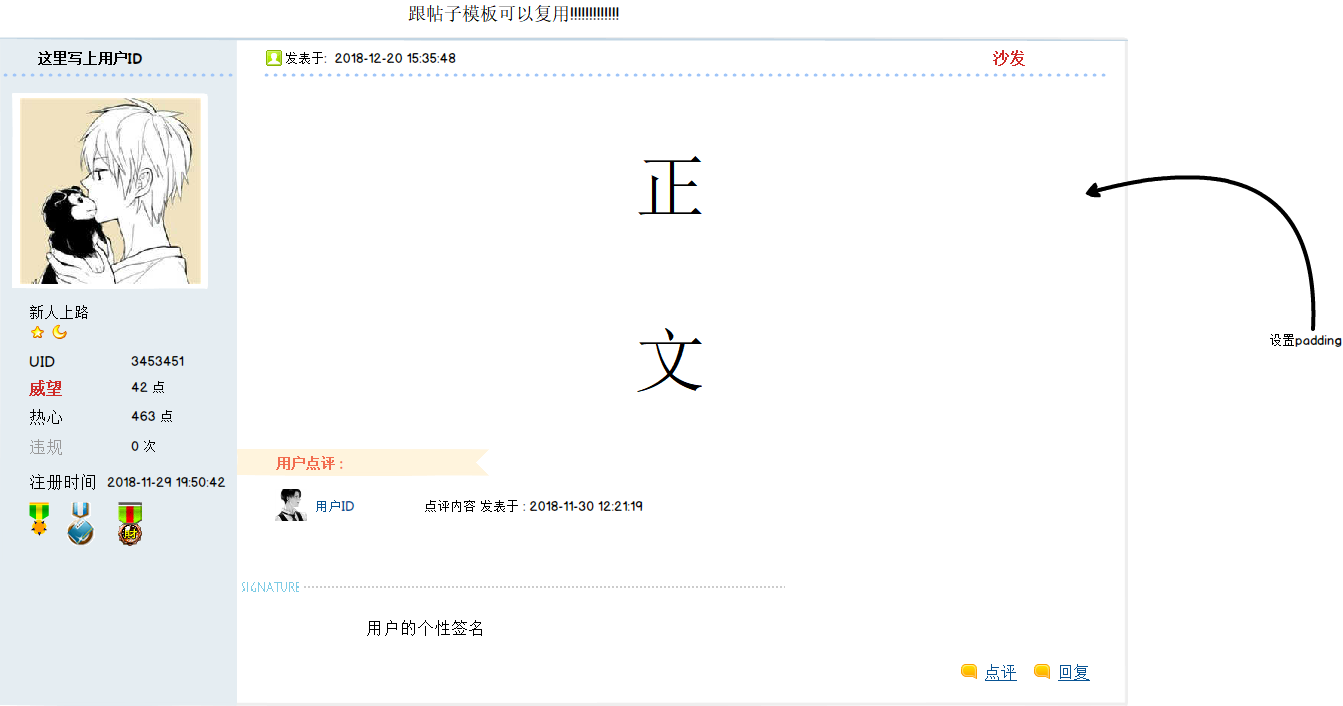 跟帖子模板可以复用!!!!!!!!!!!!!
这里写上用户ID
发表于: 2018-12-20 15:35:48
沙发
正
文
设置padding
新人上路
UID 3453451
威望 42 点
热心 463 点
违规 0 次
注册时间 2018-11-29 19:50:42
財
用户点评 :
用户ID 点评内容 发表于 : 2018-11-30 12:21:19
SIGNATURE
用户的个性签名
点评 回复